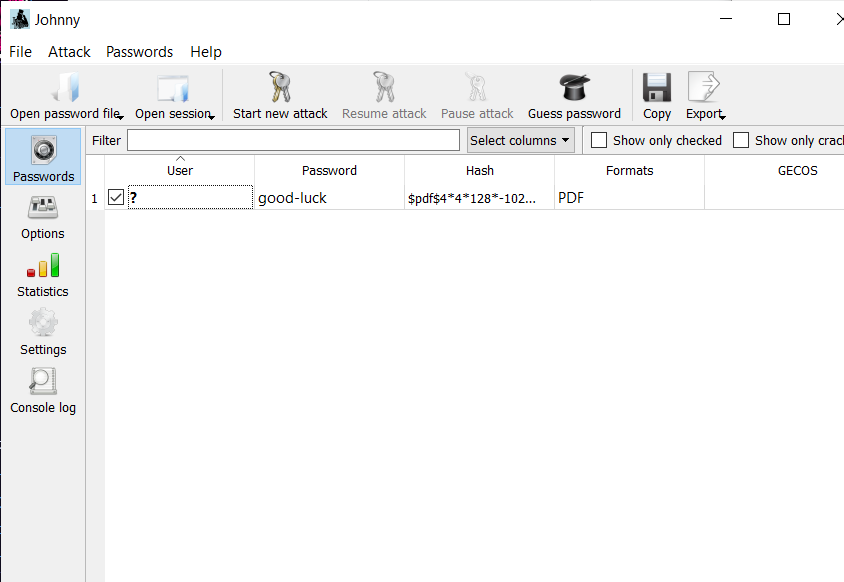 Johnny
File Attack Passwords Help
Open password file Open session Start new attack Resume attack Pause attack Guess password Copy Export
Passwords
Filter Select columns Show only checked Show only crac
User Password Hash Formats GECOS
1 ? good-luck $pdf$4*4*128*-102... PDF
Options
Statistics
Settings
Console log